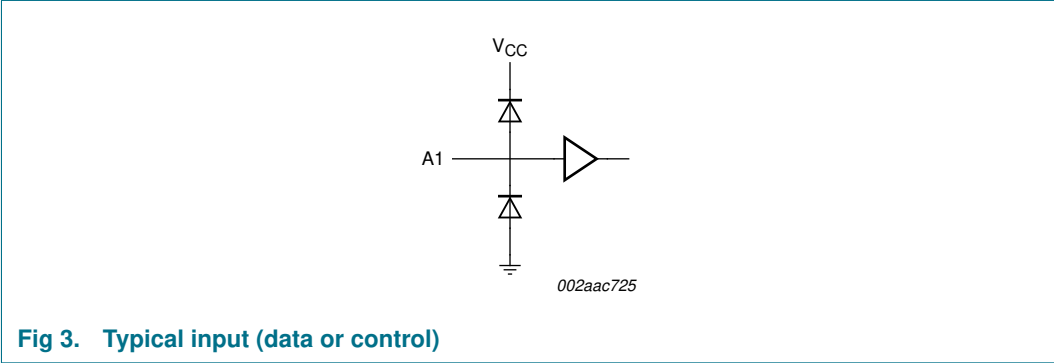 VCC
A1
002aac725
Fig 3. Typical input (data or control)